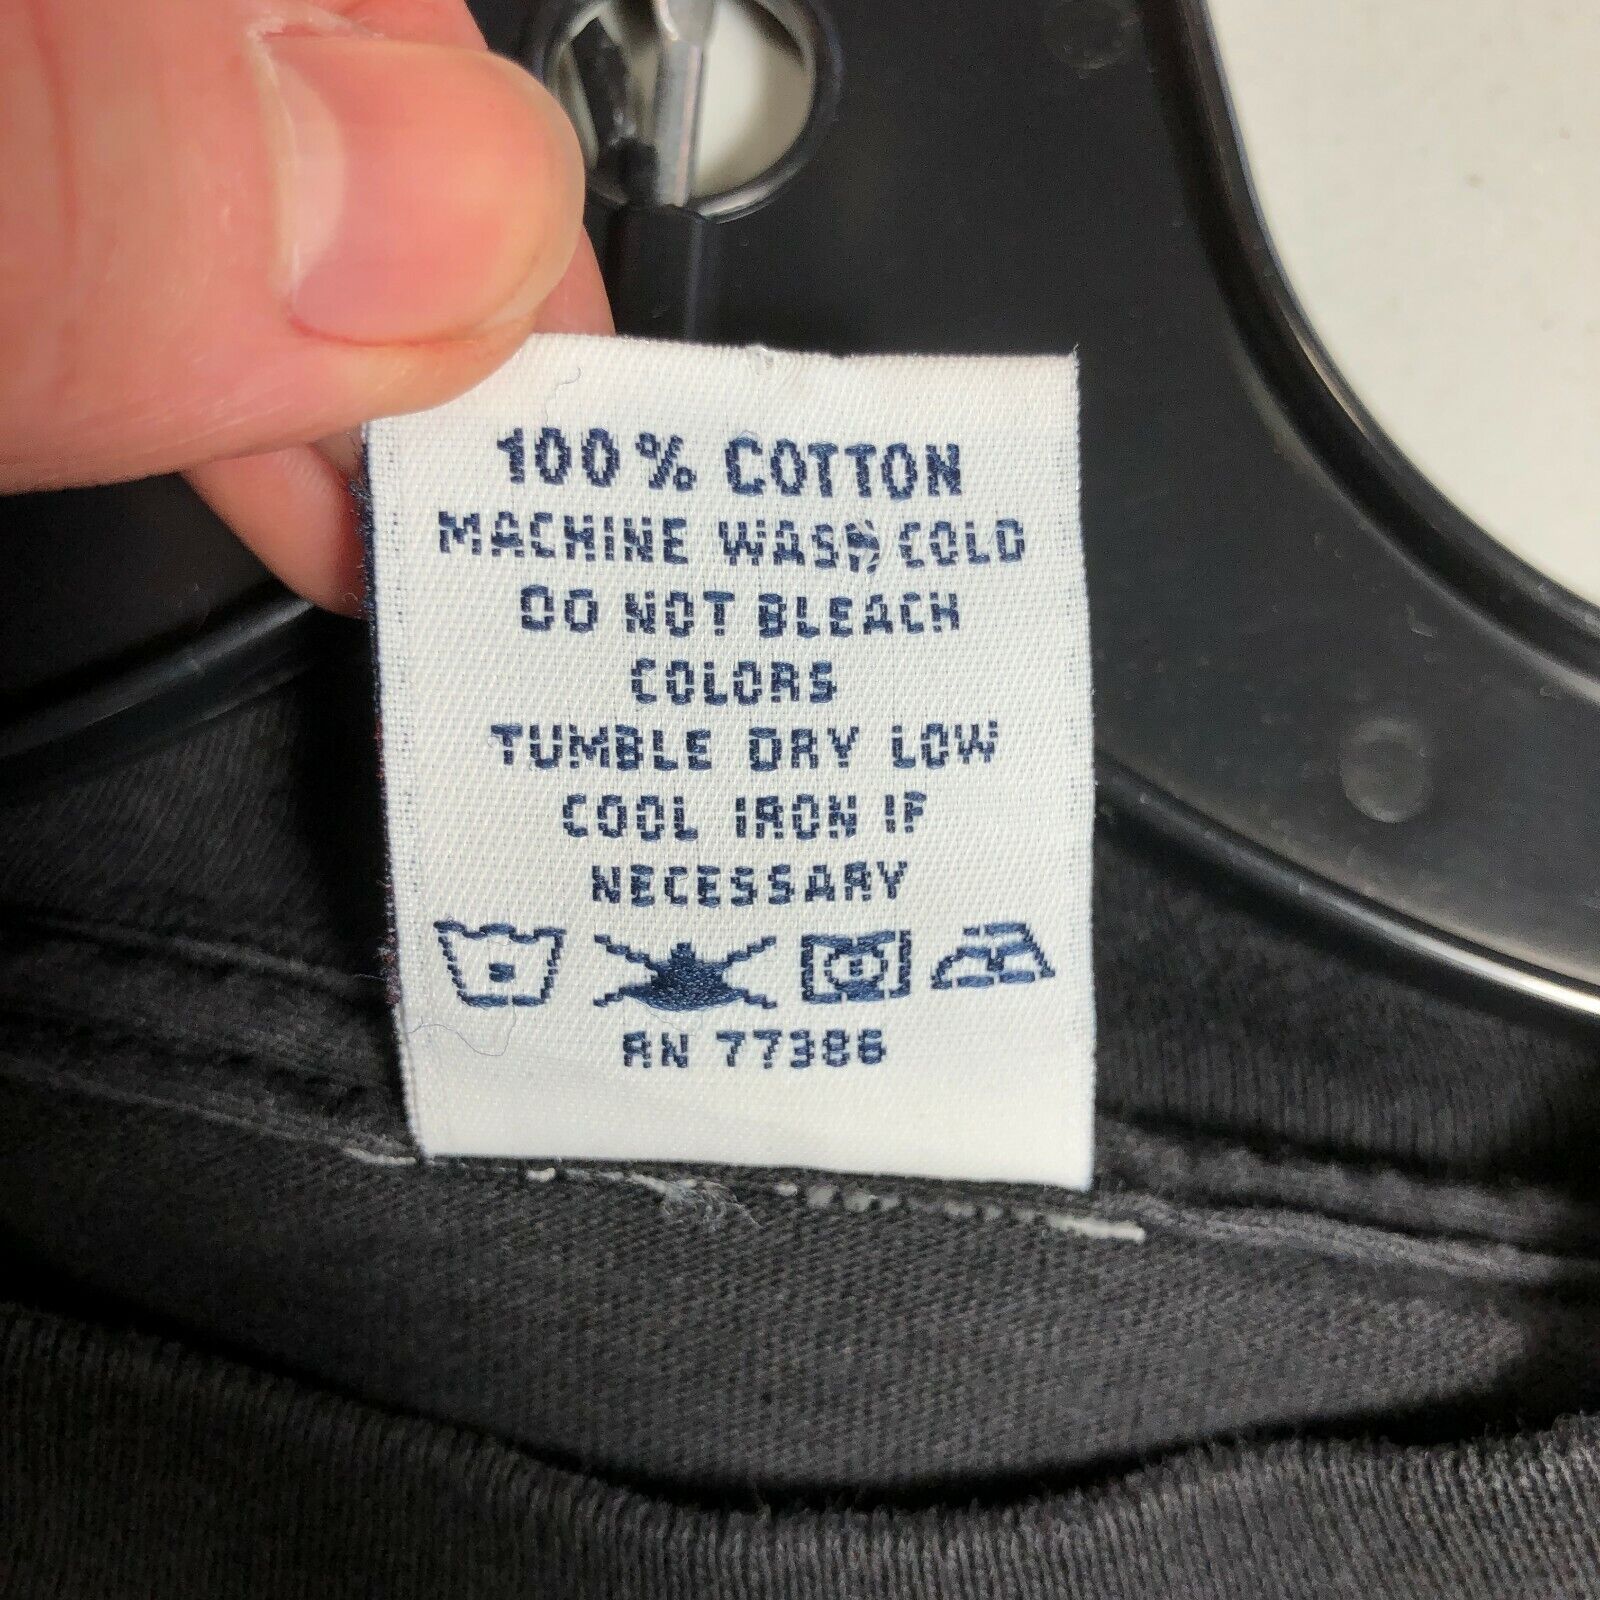 100% COTTON
MACHINE WASH COLD
DO NOT BLEACH
COLORS
TUMBLE DRY LOW
COOL IRON IF
NECESSARY
RN 77386